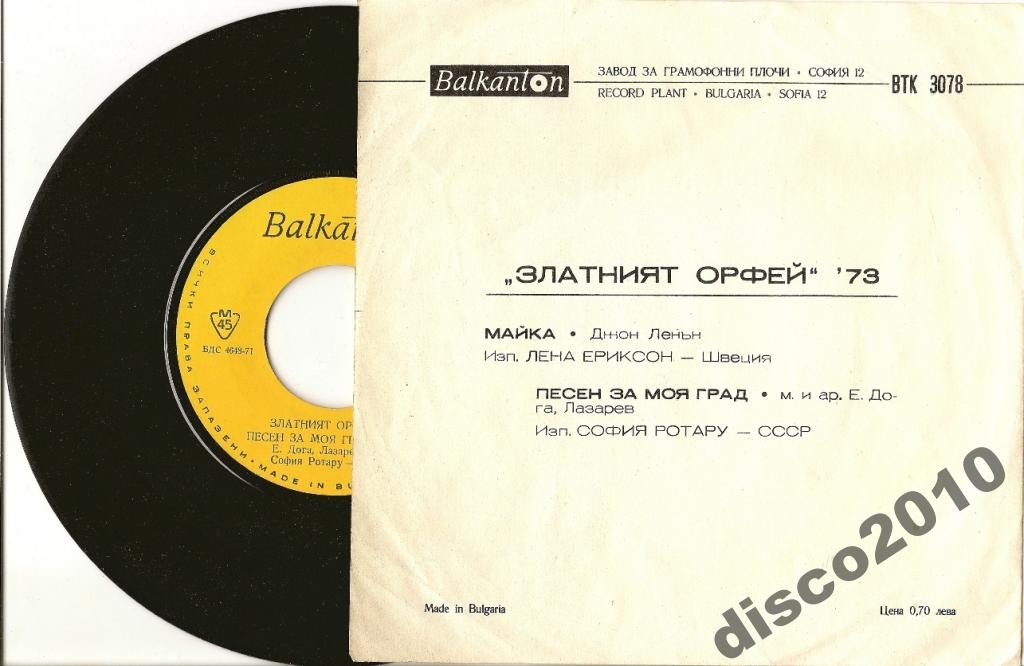 Balkanton
ЗАВОД ЗА ГРАМОФОННИ ПЛОЧИ • СОФИЯ 12
RECORD PLANT • BULGARIA • SOFIA 12
ВТК 3078
„ЗЛАТНИЯТ ОРФЕЙ“ '73
МАЙКА • Джон Леньн
Изп. ЛЕНА ЕРИКСОН — Швеция
ПЕСЕН ЗА МОЯ ГРАД • м. и ар. Е. До-
га, Лазарев
Изп. СОФИЯ РОТАРУ — СССР
Made in Bulgaria
Цена 0,70 лева
Balkan
ВСИЧКИ ПРАВА ЗАПАЗЕНИ • MADE IN BU
M
45
БДС 4648-71
ЗЛАТНИЯТ ОР
ПЕСЕН ЗА МОЯ ГР
Е. Дога, Лазаре
София Ротару —
disco2010